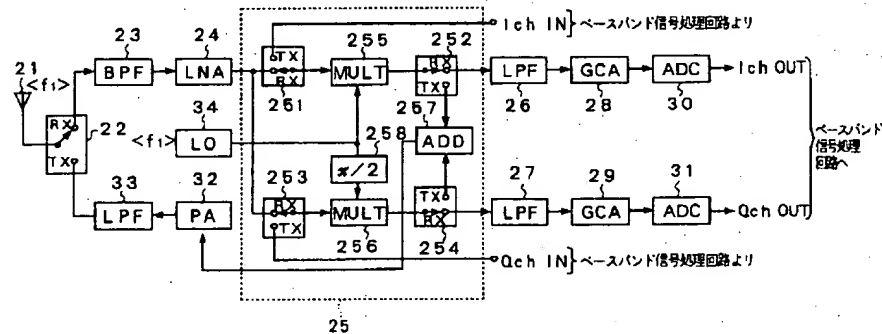 Ich IN}ベースバンド信号処理回路より
23
24
TX
255
252
21
<f1>
BPF
LNA
RX
251
MULT
RX
TX
LPF
GCA
ADC
Ich OUT
26
28
30
RX
22
TX
34
<f1>
LO
258
π/2
257
ADD
ベースバンド
信号処理
回路へ
33
32
LPF
PA
253
RX
TX
MULT
256
TX
RX
254
27
29
31
LPF
GCA
ADC
Qch OUT
Qch IN}ベースバンド信号処理回路より
25